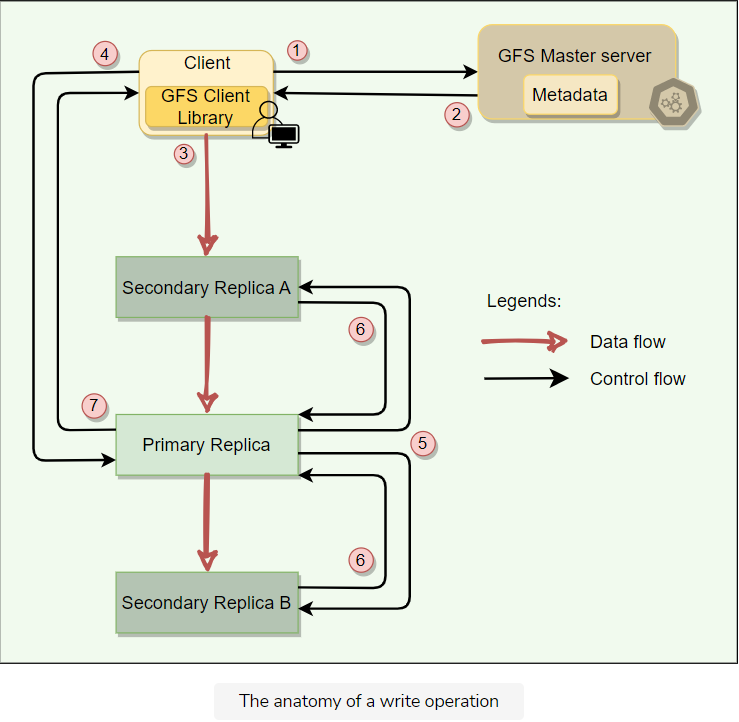 4
Client
1
GFS Client
Library
GFS Master server
Metadata
2
3
Secondary Replica A
6
Legends:
Data flow
Control flow
7
Primary Replica
5
6
Secondary Replica B
The anatomy of a write operation